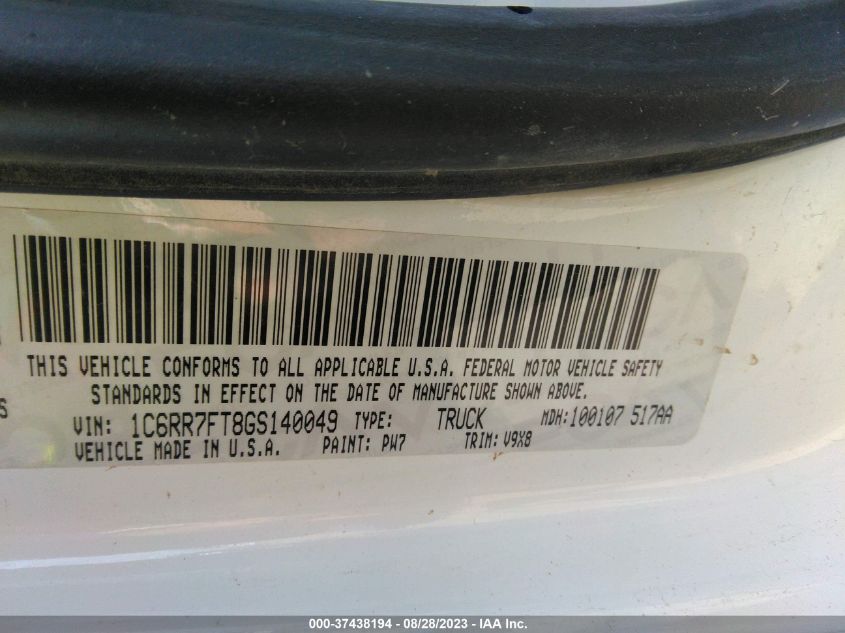 THIS VEHICLE CONFORMS TO ALL APPLICABLE U.S.A. FEDERAL MOTOR VEHICLE SAFETY
STANDARDS IN EFFECT ON THE DATE OF MANUFACTURE SHOWN ABOVE.
S
VIN: 1C6RR7FT8GS140049 TYPE: TRUCK MDH:100107 517AA
VEHICLE MADE IN U.S.A. PAINT: PW7 TRIM: V9X8
000-37438194 - 08/28/2023 - IAA Inc.